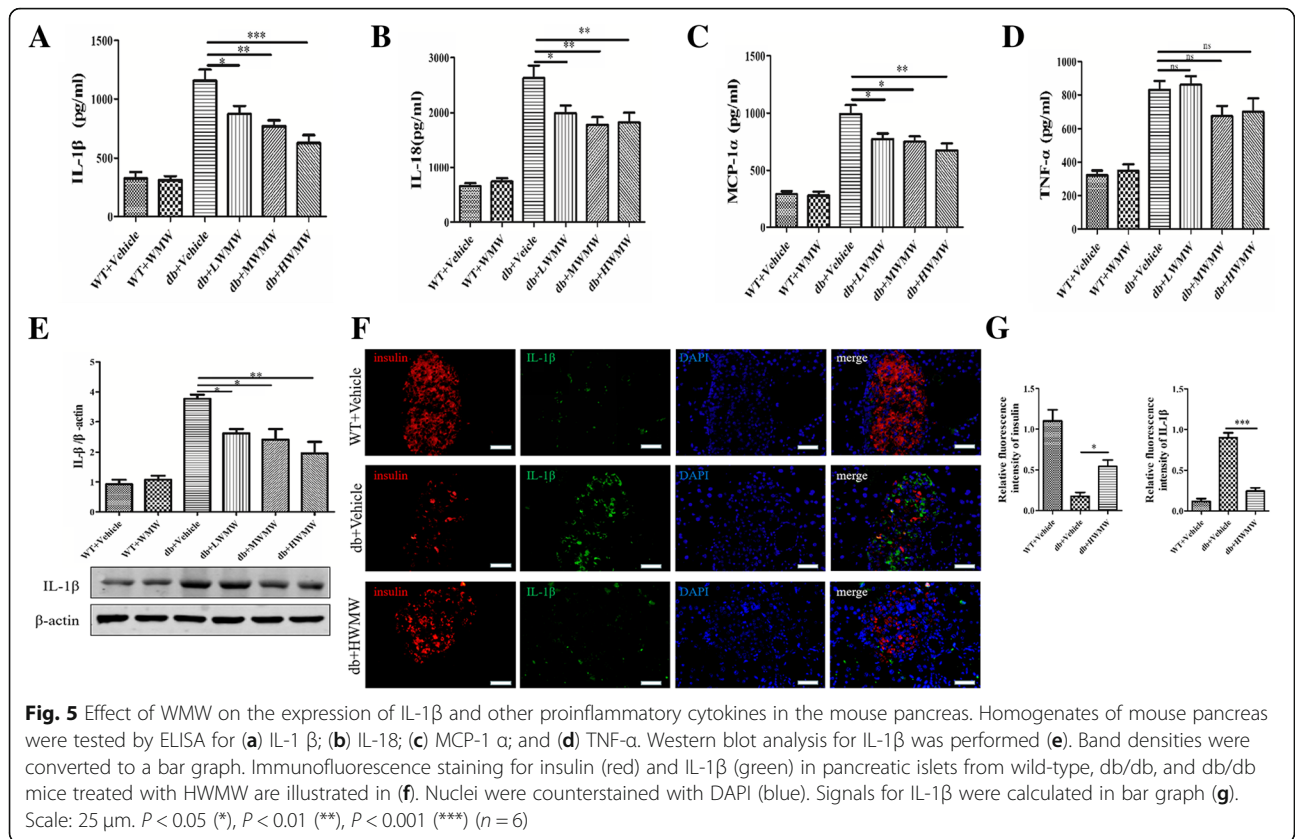 A
B
C
D
IL-1β (pg/ml)
1500
1000
500
0
***
**
*
WT+Vehicle
WT+WMW
db+Vehicle
db+LWMW
db+MWMW
db+HWMW
IL-18(pg/ml)
3000
2000
1000
0
**
**
*
WT+Vehicle
WT+WMW
db+Veicle
db+LWMW
db+MWMW
db+HWMW
MCP-1α (pg/ml)
1500
1000
500
0
**
*
*
WT+Vehicle
WT+WMW
db+Vehicle
db+LWMW
db+MWMW
db+HWMW
TNF-α (pg/ml)
1000
800
600
400
200
0
ns
ns
ns
WT+Vehicle
WT+WMW
db+Vehicle
db+LWMW
db+MWMW
db+HWMW
E
IL-β/β-actin
5
4
3
2
1
0
**
*
*
WT+Vehicle
WT+WMW
db+Vehicle
db+LWMW
db+MWMW
db+HWMW
IL-1β
β-actin
F
WT+Vehicle
insulin
IL-1β
DAPI
merge
db+Vehicle
insulin
IL-1β
DAPI
merge
db+HWMW
insulin
IL-1β
DAPI
merge
G
Relative fluorescence
intensity of insulin
1.5
1.0
0.5
0.0
*
WT+Vehicle
db+Vehicle
db+HWMW
Relative fluorescence
intensity of IL-1β
1.5
1.0
0.5
0.0
***
WT+Vehicle
db+Vehicle
db+HWMW
Fig. 5 Effect of WMW on the expression of IL-1β and other proinflammatory cytokines in the mouse pancreas. Homogenates of mouse pancreas
were tested by ELISA for (a) IL-1 β; (b) IL-18; (c) MCP-1 α; and (d) TNF-α. Western blot analysis for IL-1β was performed (e). Band densities were
converted to a bar graph. Immunofluorescence staining for insulin (red) and IL-1β (green) in pancreatic islets from wild-type, db/db, and db/db
mice treated with HWMW are illustrated in (f). Nuclei were counterstained with DAPI (blue). Signals for IL-1β were calculated in bar graph (g).
Scale: 25 μm. P < 0.05 (*), P < 0.01 (**), P < 0.001 (***) (n = 6)